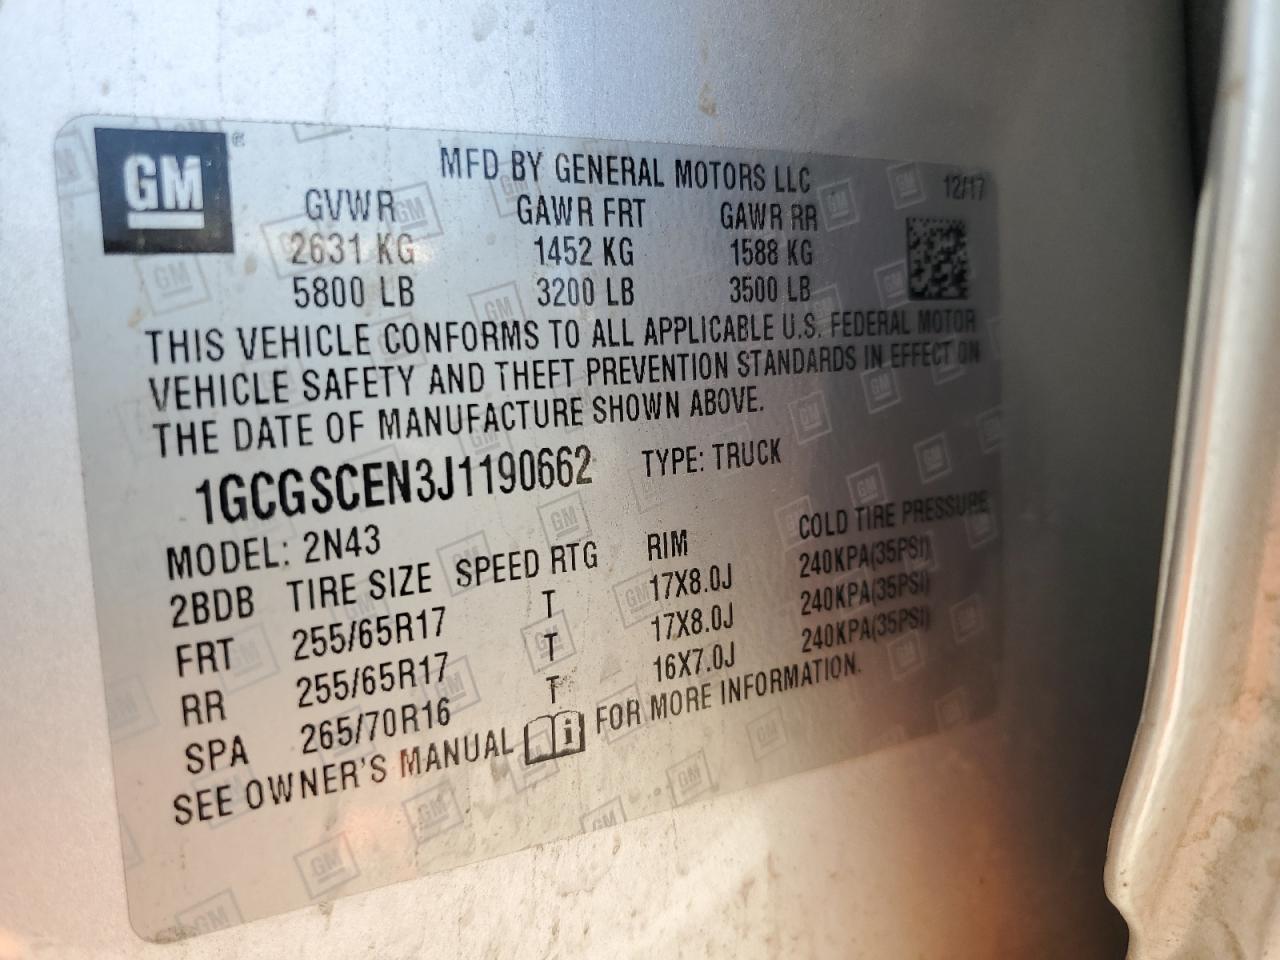 GM ®
MFD BY GENERAL MOTORS LLC 12/17
GVWR GAWR FRT GAWR RR
2631 KG 1452 KG 1588 KG
5800 LB 3200 LB 3500 LB
THIS VEHICLE CONFORMS TO ALL APPLICABLE U.S. FEDERAL MOTOR
VEHICLE SAFETY AND THEFT PREVENTION STANDARDS IN EFFECT ON
THE DATE OF MANUFACTURE SHOWN ABOVE.
1GCGSCEN3J1190662 TYPE: TRUCK
MODEL: 2N43
2BDB TIRE SIZE SPEED RTG RIM COLD TIRE PRESSURE
FRT 255/65R17 T 17X8.0J 240KPA(35PSI)
RR 255/65R17 T 17X8.0J 240KPA(35PSI)
SPA 265/70R16 T 16X7.0J 240KPA(35PSI)
SEE OWNER'S MANUAL FOR MORE INFORMATION.